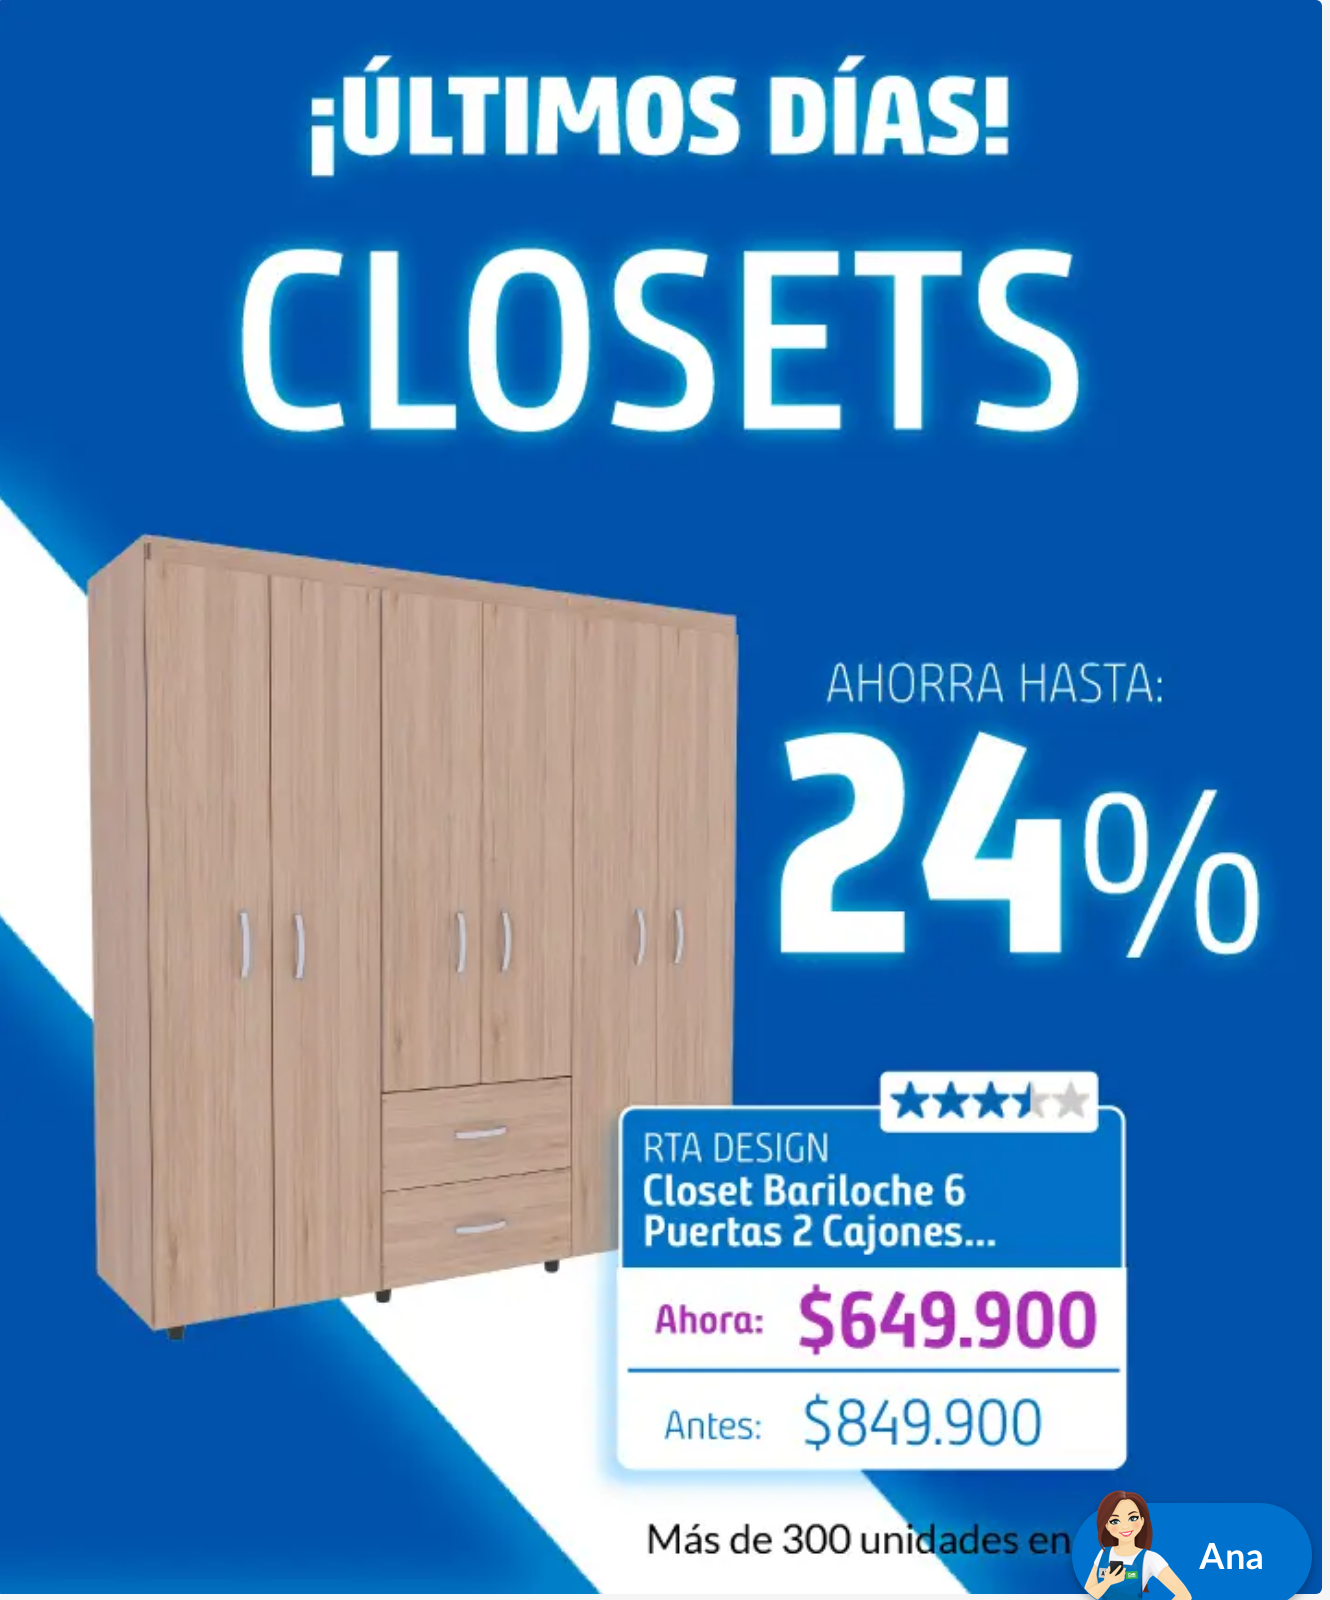 ¡ÚLTIMOS DÍAS!
CLOSETS
AHORRA HASTA:
24%
RTA DESIGN
Closet Bariloche 6
Puertas 2 Cajones...
Ahora: $649.900
Antes: $849.900
Más de 300 unidades en
Ana